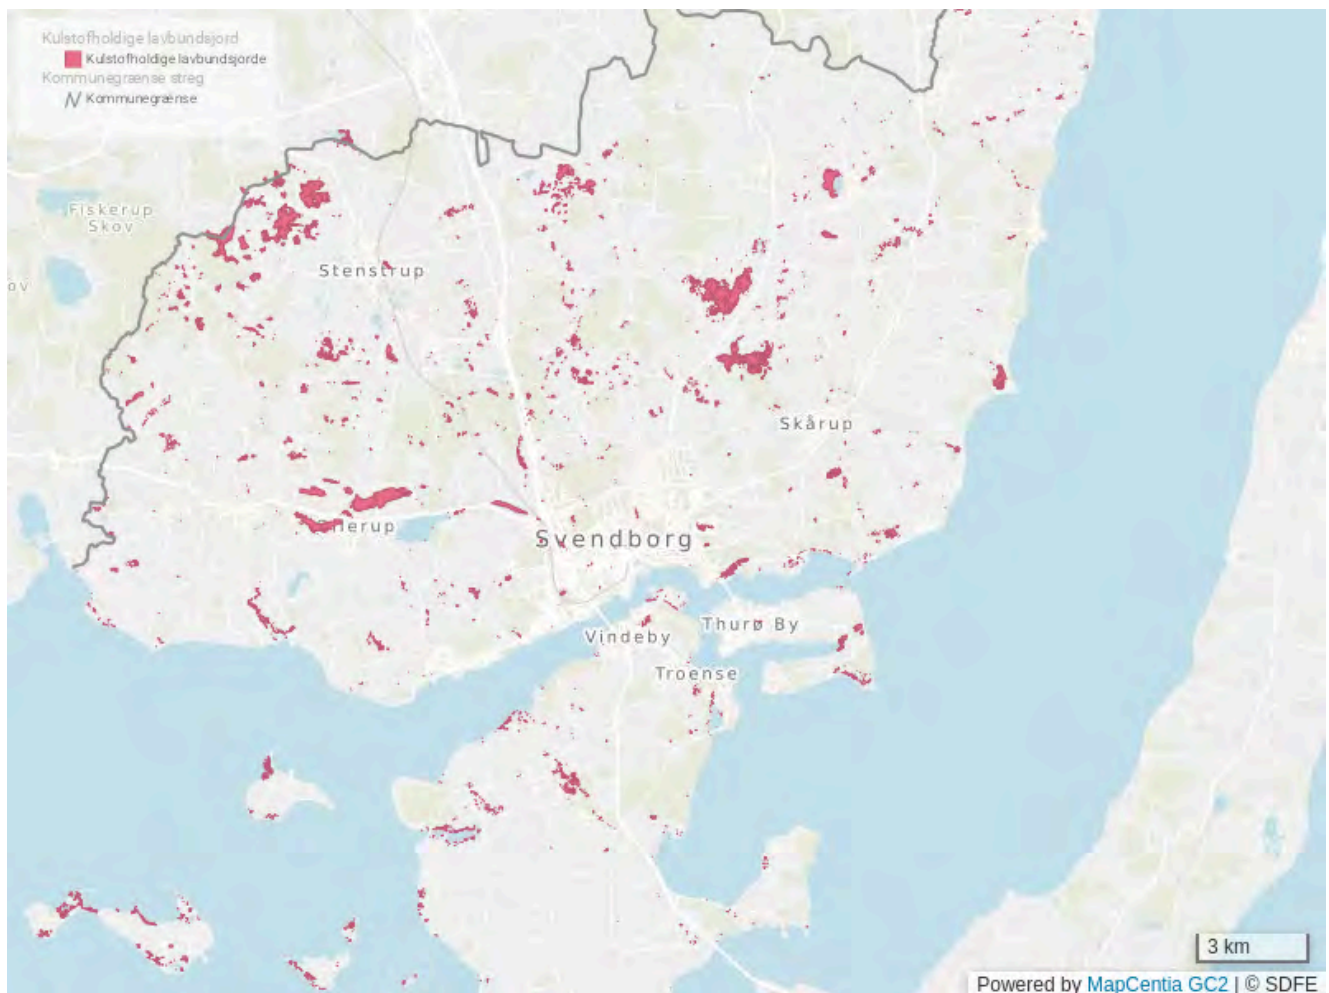 Kulstofholdige lavbundsjord
Kulstofholdige lavbundsjorde
Kommunegrænse streg
Kommunegrænse
Fiskerup
Skov
ov
Stenstrup
Skårup
Svendborg
Vindeby
Thurø By
Troense
3 km
Powered by MapCentia GC2 | © SDFE